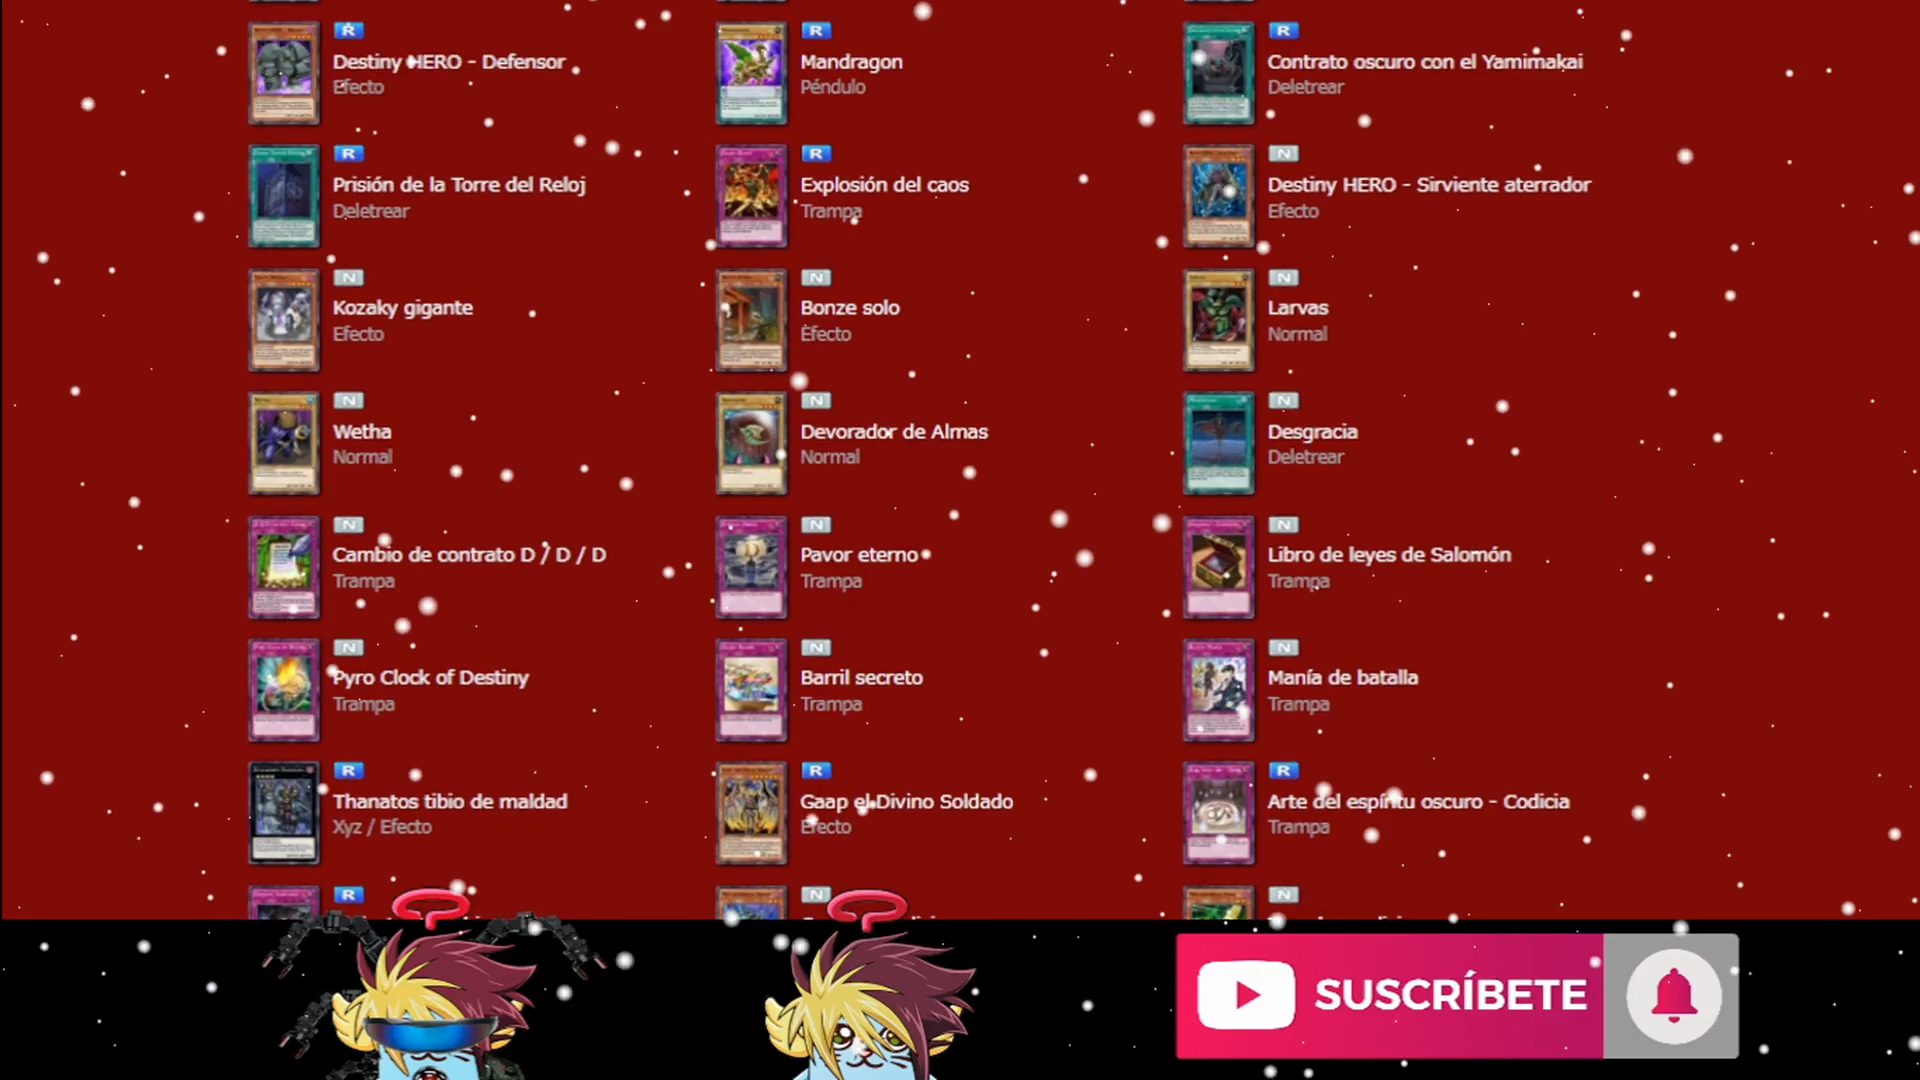 R
R
R
Destiny HERO - Defensor
Mandragon
Contrato oscuro con el Yamimakai
Efecto
Péndulo
Deletrear
R
R
N
Prisión de la Torre del Reloj
Explosión del caos
Destiny HERO - Sirviente aterrador
Deletrear
Trampa
Efecto
N
N
N
Kozaky gigante
Bonze solo
Larvas
Efecto
Efecto
Normal
N
N
N
Wetha
Devorador de Almas
Desgracia
Normal
Normal
Deletrear
N
N
N
Cambio de contrato D / D / D
Pavor eterno
Libro de leyes de Salomón
Trampa
Trampa
Trampa
N
N
N
Pyro Clock of Destiny
Barril secreto
Manía de batalla
Trampa
Trampa
Trampa
R
R
R
Thanatos tibio de maldad
Gaap el Divino Soldado
Arte del espíritu oscuro - Codicia
Xyz / Efecto
Efecto
Trampa
R
N
N
SUSCRÍBETE